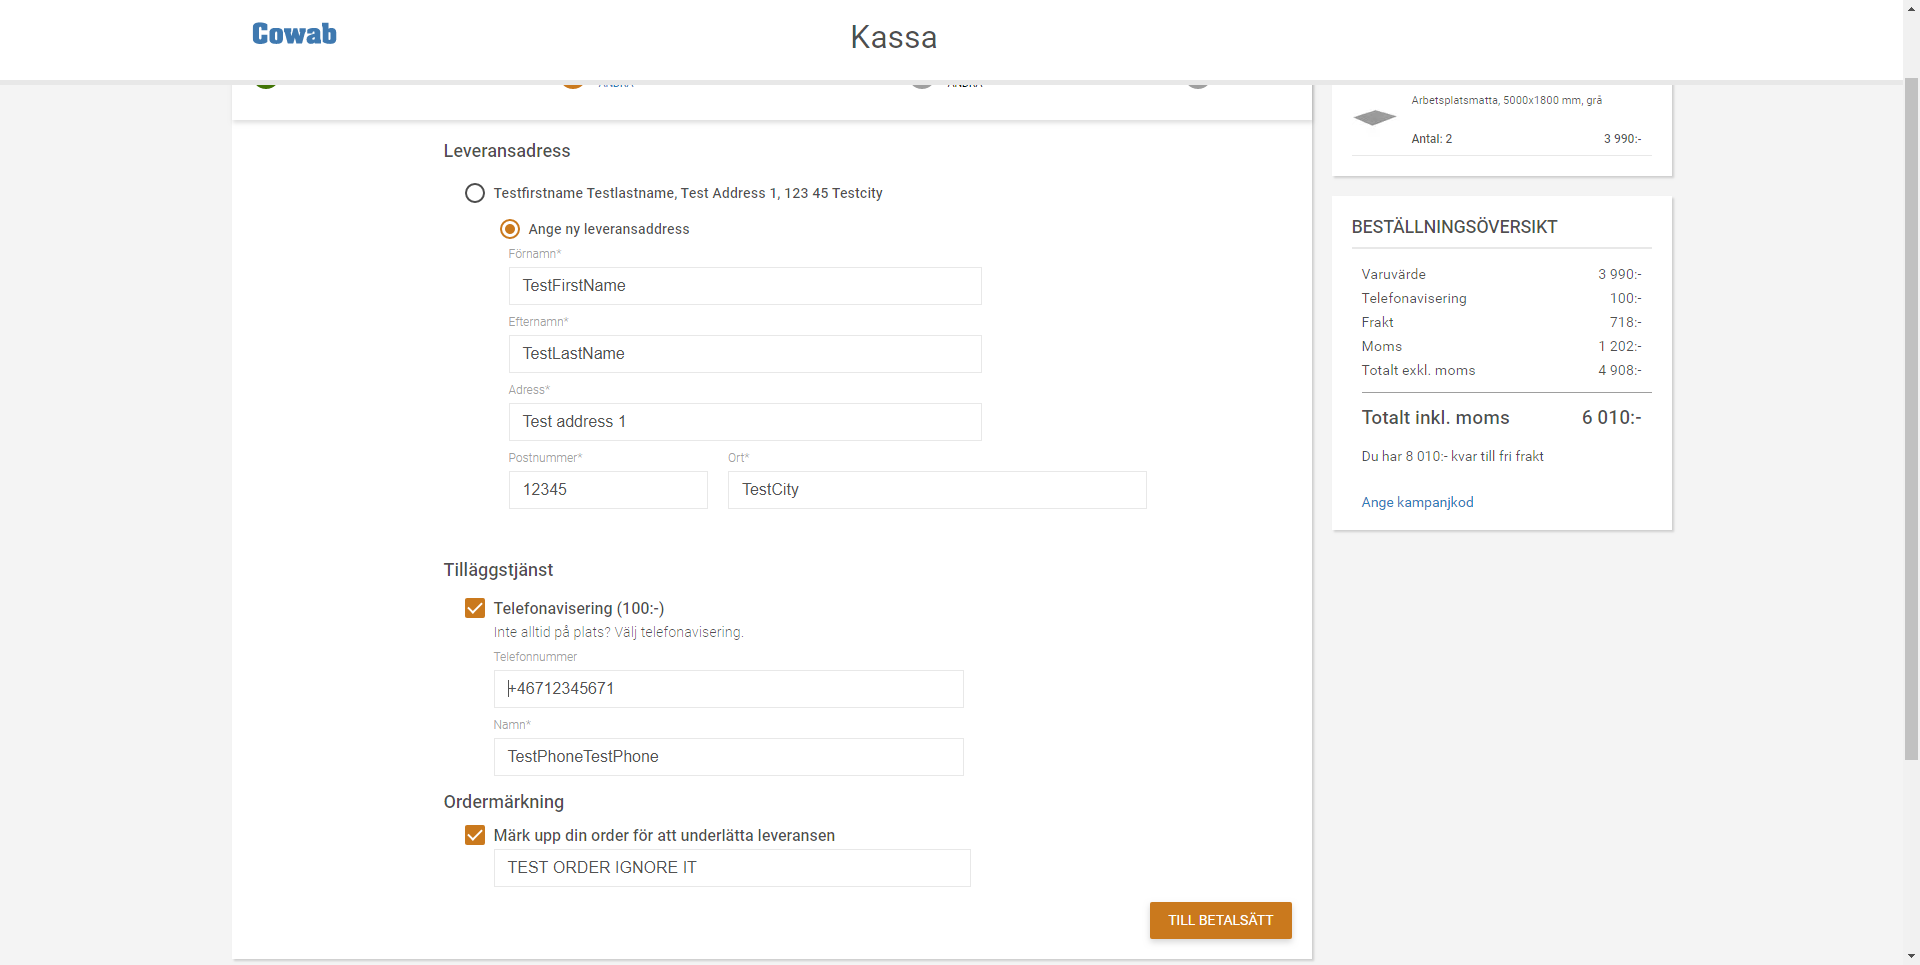 Cowab
Kassa
ÄNDRA
ÄNDRA
Leveransadress
Testfirstname Testlastname, Test Address 1, 123 45 Testcity
Ange ny leveransaddress
Förnamn*
TestFirstName
Efternamn*
TestLastName
Adress*
Test address 1
Postnummer* Ort*
12345 TestCity
Tilläggstjänst
Telefonavisering (100:-)
Inte alltid på plats? Välj telefonavisering.
Telefonnummer
+46712345671
Namn*
TestPhoneTestPhone
Ordermärkning
Märk upp din order för att underlätta leveransen
TEST ORDER IGNORE IT
TILL BETALSÄTT
Arbetsplatsmatta, 5000x1800 mm, grå
Antal: 2 3 990:-
BESTÄLLNINGSÖVERSIKT
Varuvärde 3 990:-
Telefonavisering 100:-
Frakt 718:-
Moms 1 202:-
Totalt exkl. moms 4 908:-
Totalt inkl. moms 6 010:-
Du har 8 010:- kvar till fri frakt
Ange kampanjkod